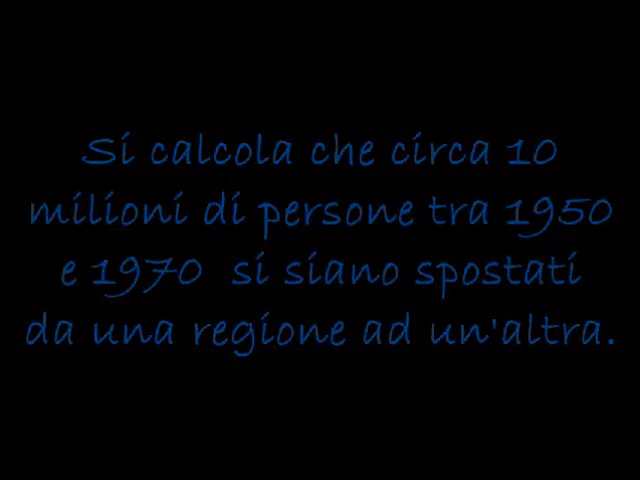 Si calcola che circa 10
milioni di persone tra 1950
e 1970 si siano spostati
da una regione ad un'altra.